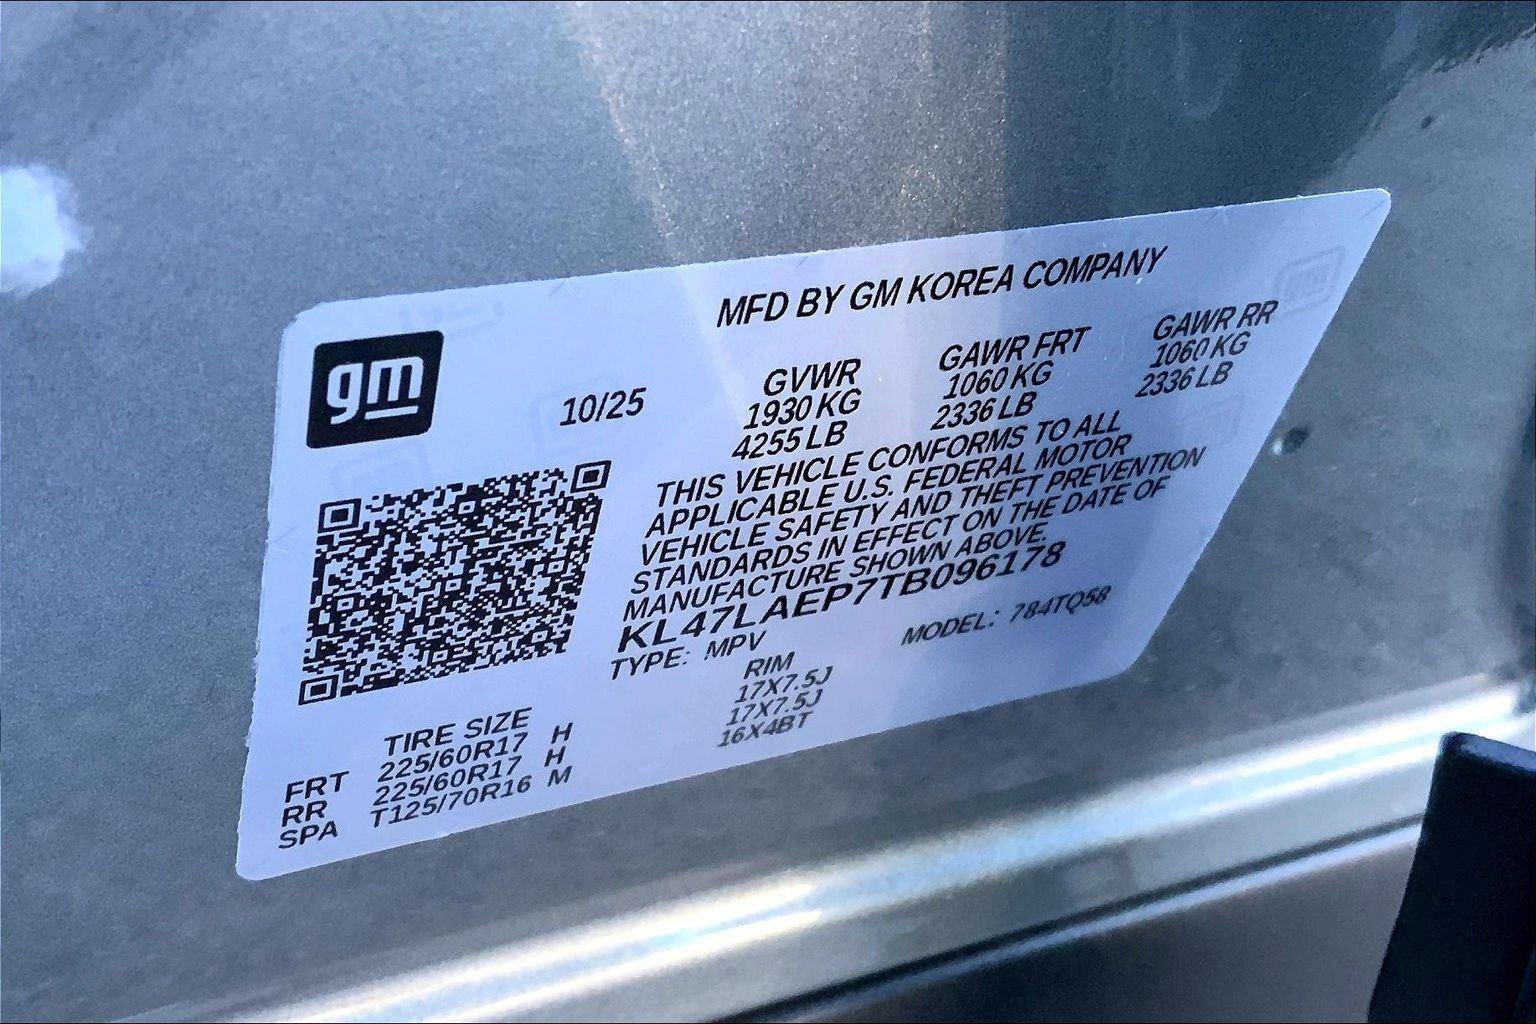 gm
MFD BY GM KOREA COMPANY
10/25
GVWR GAWR FRT GAWR RR
1930 KG 1060 KG 1060 KG
4255 LB 2336 LB 2336 LB
THIS VEHICLE CONFORMS TO ALL
APPLICABLE U.S. FEDERAL MOTOR
VEHICLE SAFETY AND THEFT PREVENTION
STANDARDS IN EFFECT ON THE DATE OF
MANUFACTURE SHOWN ABOVE.
KL47LAEP7TB096178
TYPE: MPV MODEL: 784TQ58
TIRE SIZE RIM
FRT 225/60R17 H 17X7.5J
RR 225/60R17 H 17X7.5J
SPA T125/70R16 M 16X4BT